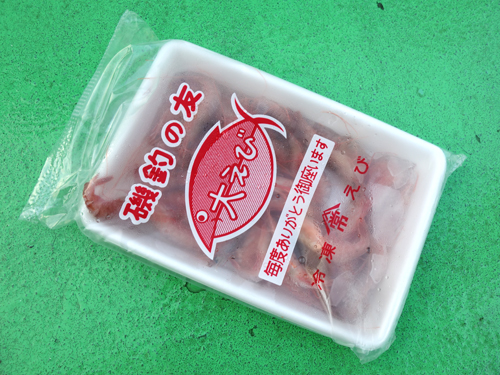 磯釣の友
大えび
毎度ありがとう御座います
冷凍 えび